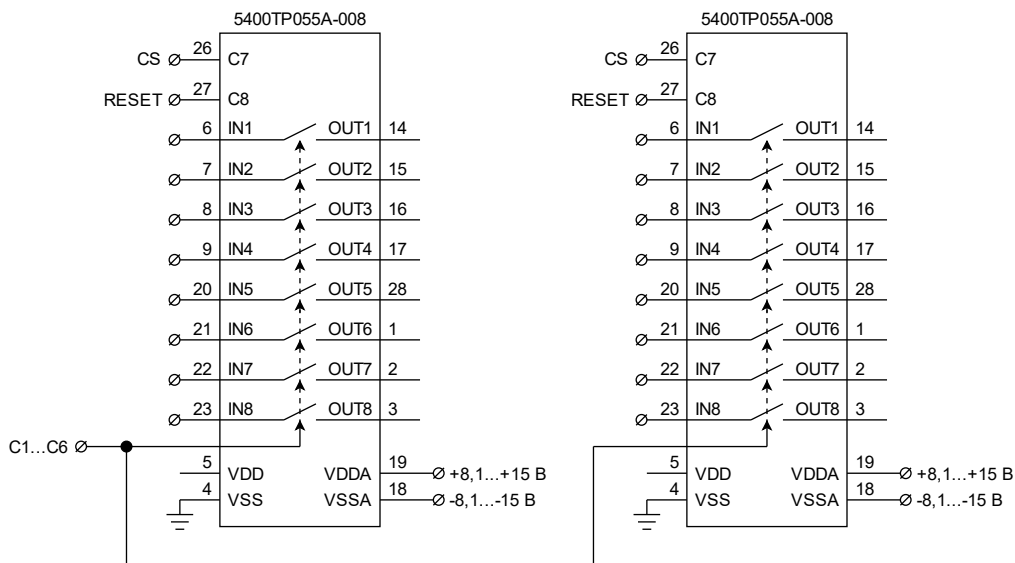 5400TP055A-008
CS 26 C7
RESET 27 C8
6 IN1 OUT1 14
7 IN2 OUT2 15
8 IN3 OUT3 16
9 IN4 OUT4 17
20 IN5 OUT5 28
21 IN6 OUT6 1
22 IN7 OUT7 2
23 IN8 OUT8 3
C1...C6
5 VDD VDDA 19 +8,1...+15 В
4 VSS VSSA 18 -8,1...-15 В
5400TP055A-008
CS 26 C7
RESET 27 C8
6 IN1 OUT1 14
7 IN2 OUT2 15
8 IN3 OUT3 16
9 IN4 OUT4 17
20 IN5 OUT5 28
21 IN6 OUT6 1
22 IN7 OUT7 2
23 IN8 OUT8 3
5 VDD VDDA 19 +8,1...+15 В
4 VSS VSSA 18 -8,1...-15 В